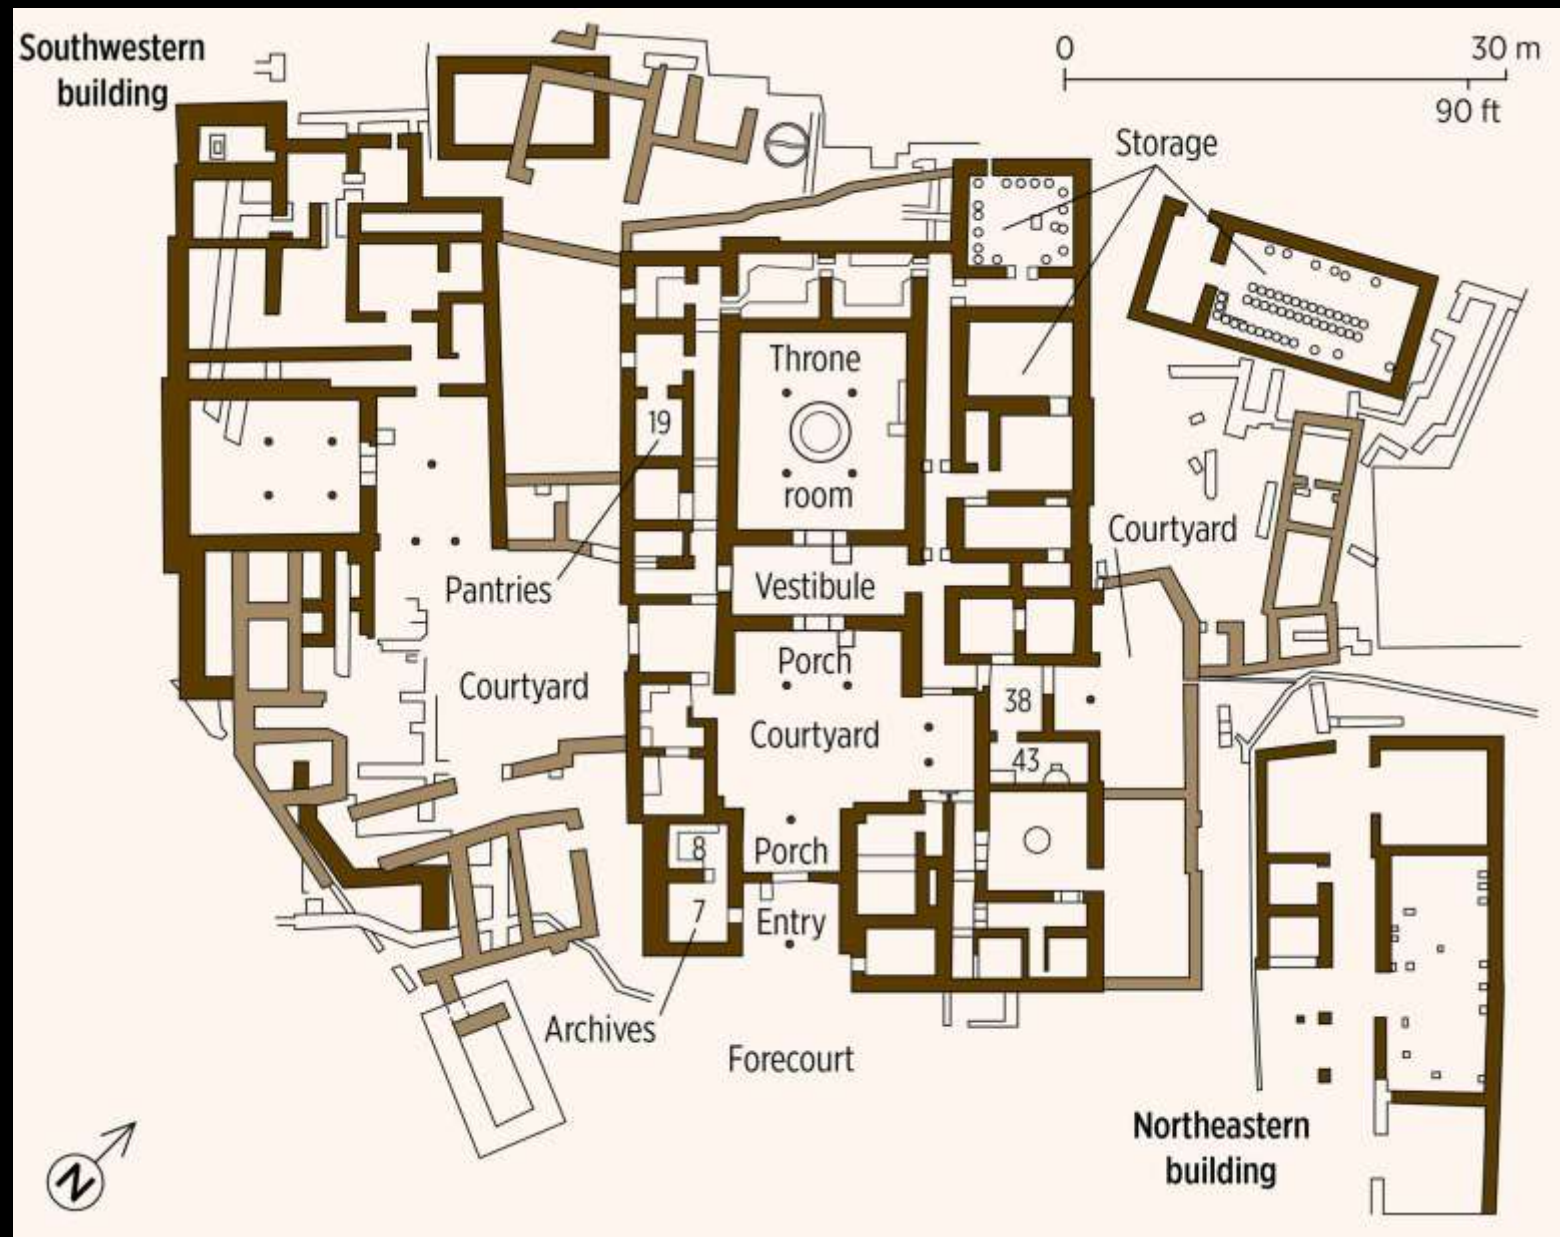 Southwestern
building
0
30 m
90 ft
Storage
Throne
room
19
Courtyard
Pantries
Vestibule
Porch
Courtyard
38
Courtyard
43
8
Porch
7
Entry
Archives
Forecourt
Northeastern
building
N